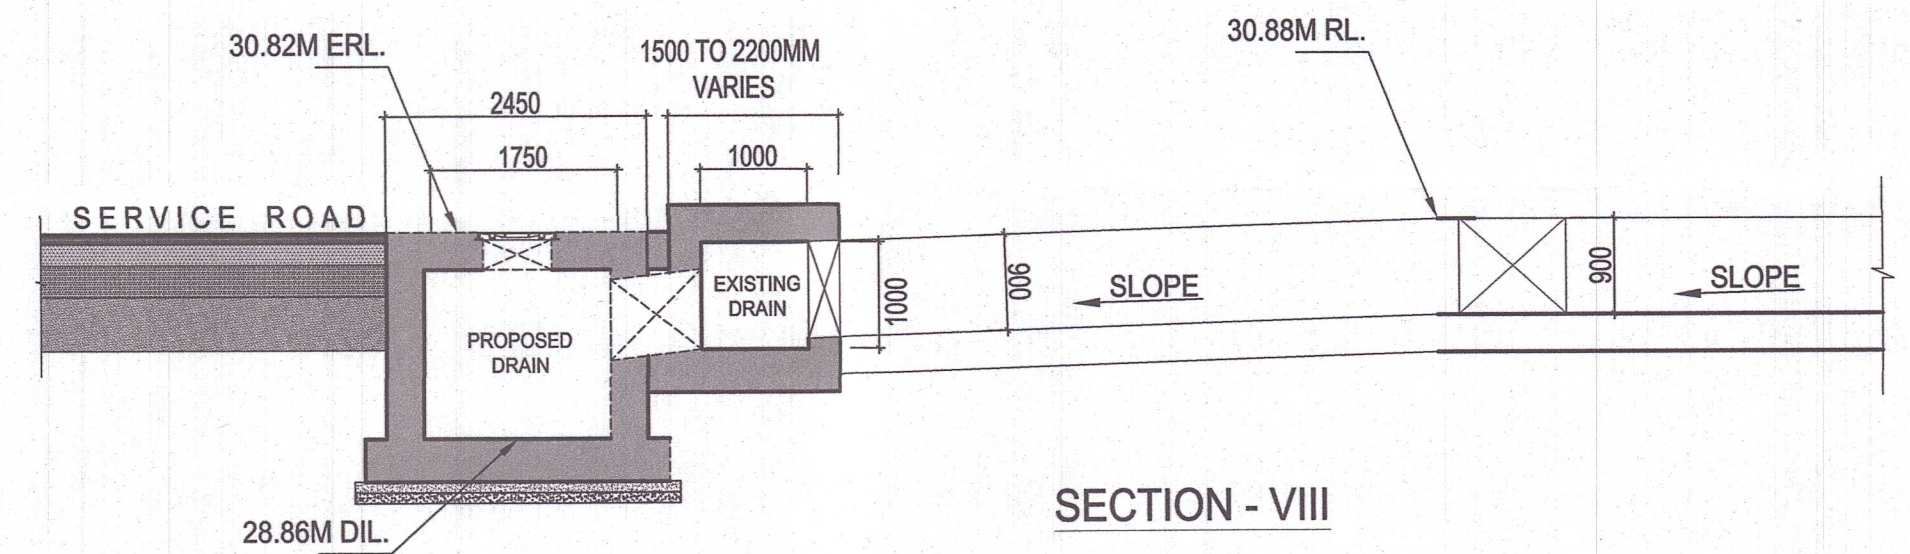 30.82M ERL.
1500 TO 2200MM
VARIES
30.88M RL.
2450
1750
1000
SERVICE ROAD
EXISTING
DRAIN
1000
900
SLOPE
900
SLOPE
PROPOSED
DRAIN
SECTION - VIII
28.86M DIL.